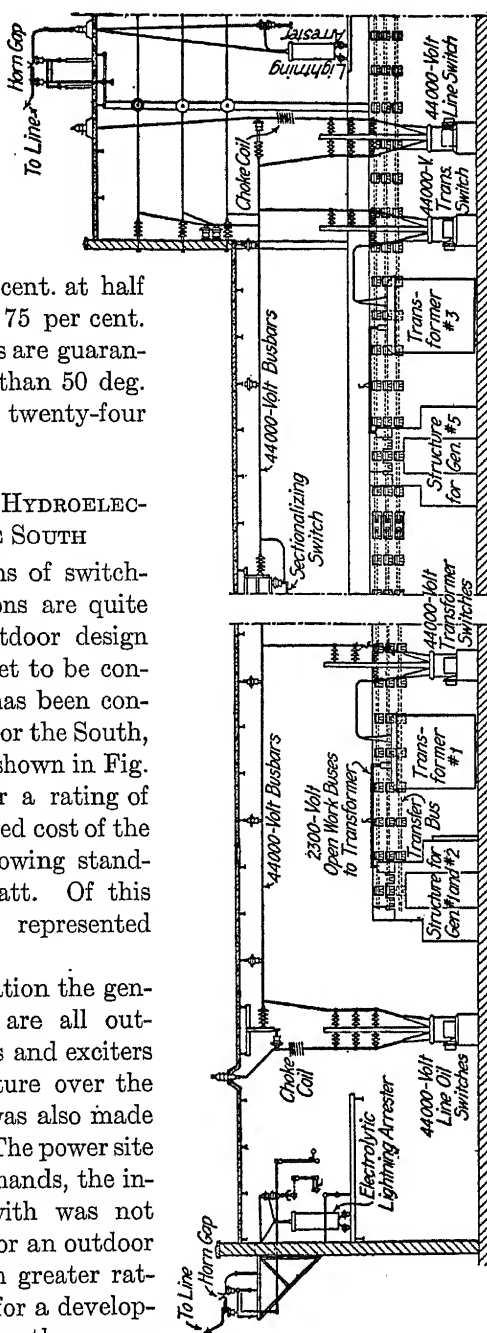 cent. at half
75 per cent.
s are guaran-
than 50 deg.
twenty-four
HYDROELEC-
E SOUTH
ns of switch-
ons are quite
tdoor design
et to be con-
has been con-
or the South,
shown in Fig.
r a rating of
ed cost of the
owing stand-
att. Of this
represented
ation the gen-
are all out-
s and exciters
ture over the
was also made
The power site
hands, the in-
with was not
or an outdoor
n greater rat-
for a develop-
To Line
Horn Gap
Lightning
Arrester
Choke Coil
44000-Volt
Line Switch
44000-V.
Trans.
Switch
44000-Volt Busbars
Trans-
former
#3
Structure
for Gen. #5
Sectionalizing
Switch
44000-Volt
Transformer
Switches
44000-Volt Busbars
2300-Volt
Open Work Buses
to Transformer
Trans-
former
#1
Transfer
Bus
Structure for
Gen. #1 and #2
Choke
Coil
44000-Volt
Line Oil
Switches
Electrolytic
Lightning Arrester
To Line
Horn Gap